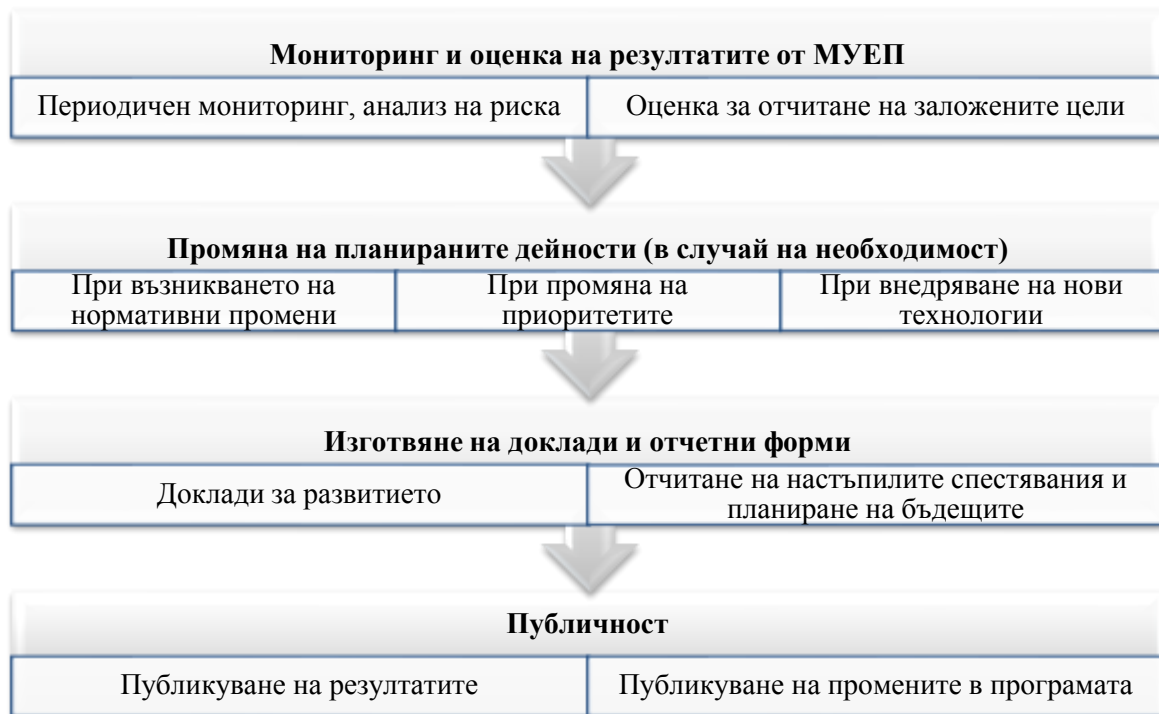 Мониторинг и оценка на резултатите от МУЕП
Периодичен мониторинг, анализ на риска
Оценка за отчитане на заложените цели
Промяна на планираните дейности (в случай на необходимост)
При възникването на
нормативни промени
При промяна на
приоритетите
При внедряване на нови
технологии
Изготвяне на доклади и отчетни форми
Доклади за развитието
Отчитане на настъпилите спестявания и
планиране на бъдещите
Публичност
Публикуване на резултатите
Публикуване на промените в програмата